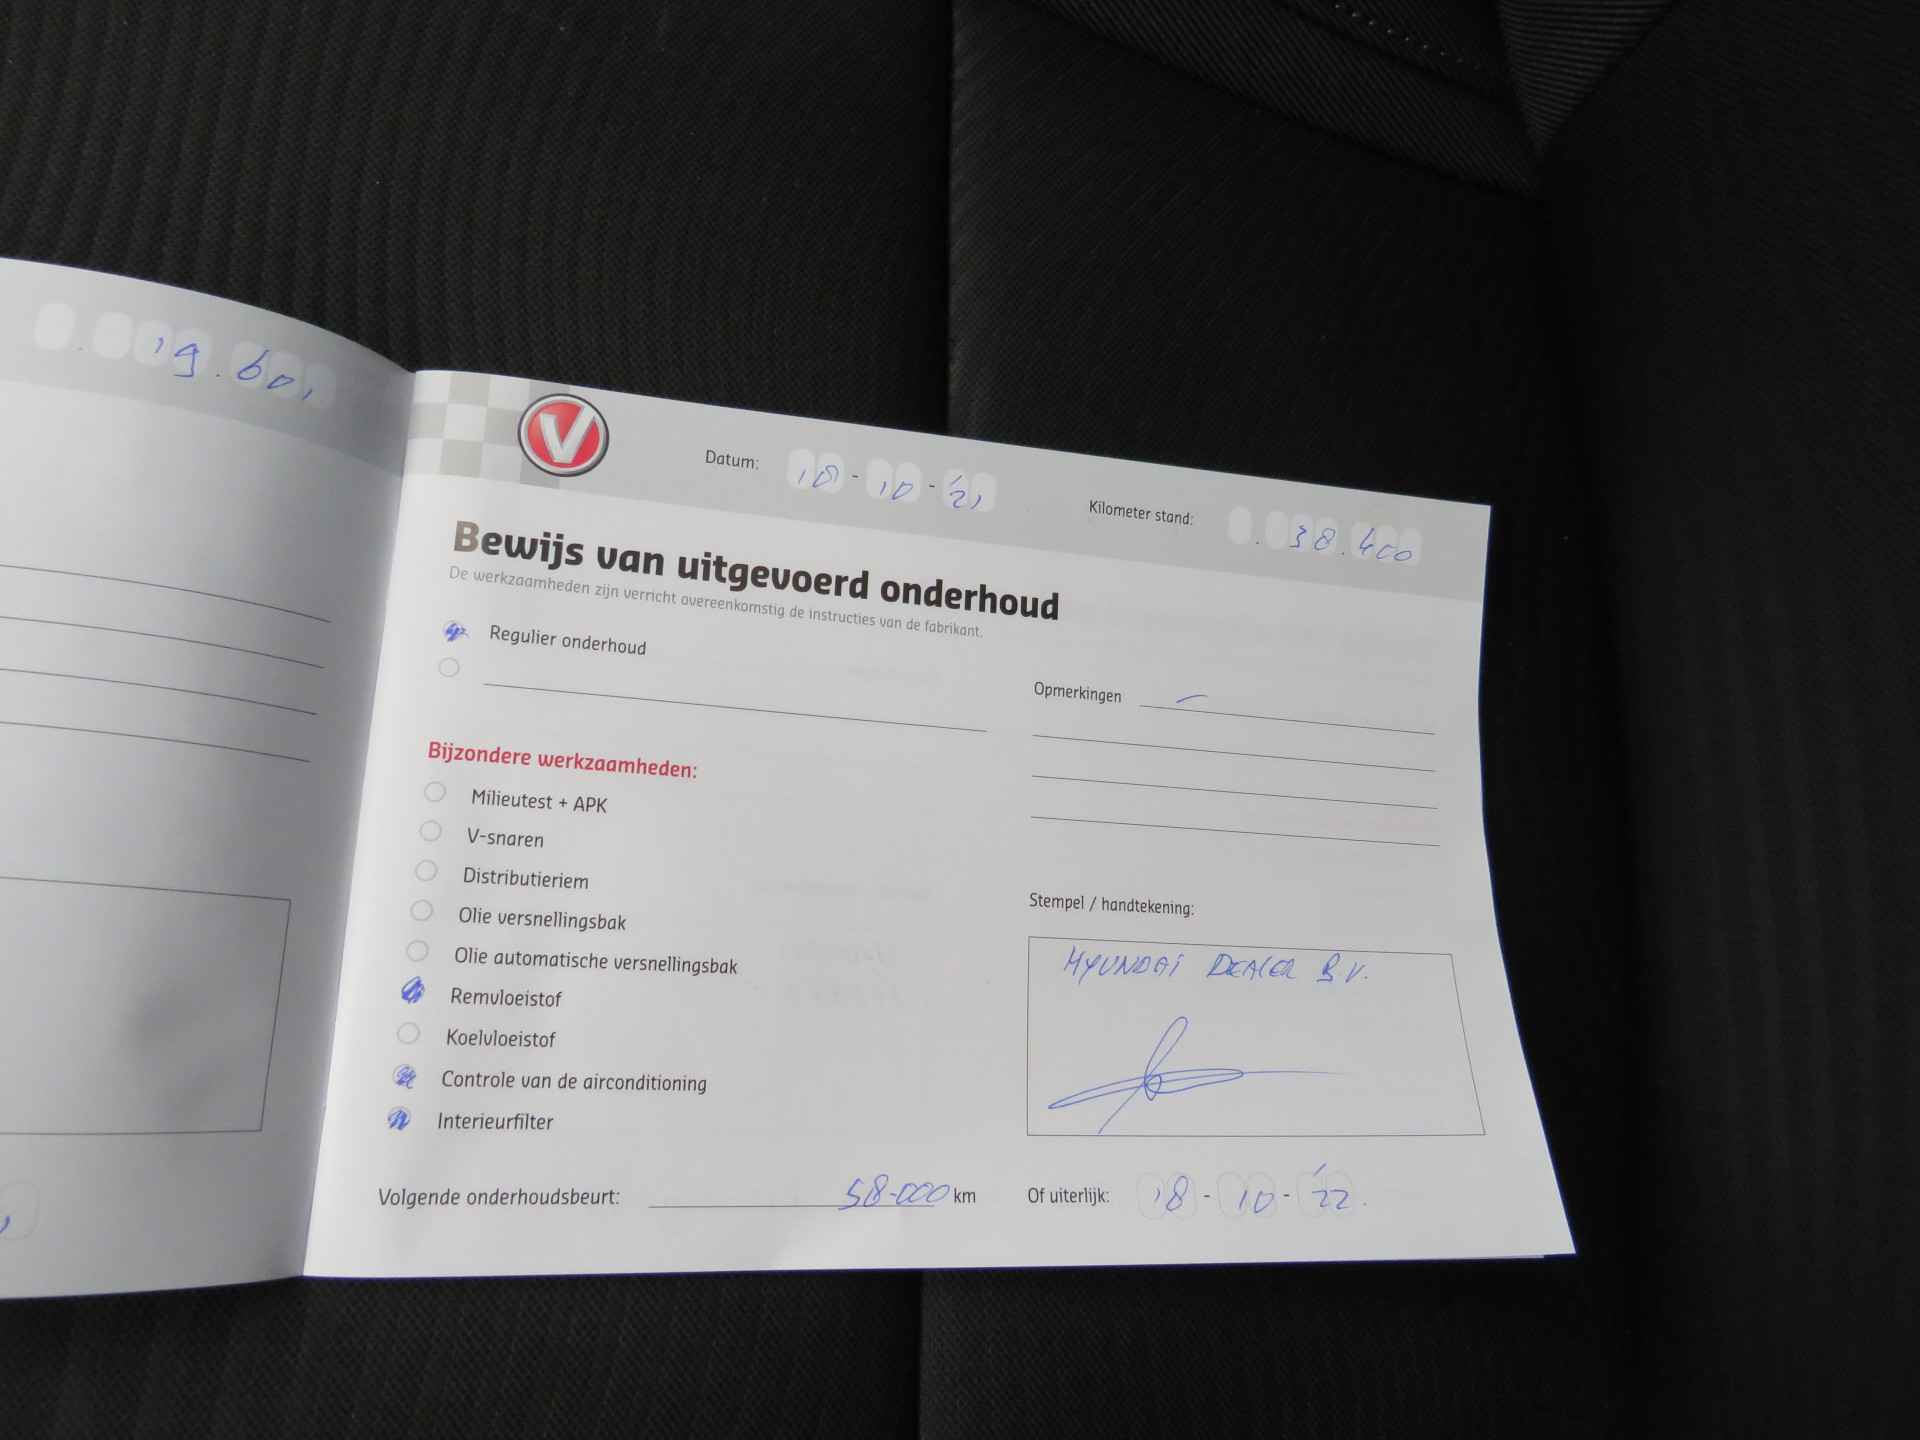 19.601
V
Datum: 18 - 10 - '21
Kilometer stand: . 38.400
Bewijs van uitgevoerd onderhoud
De werkzaamheden zijn verricht overeenkomstig de instructies van de fabrikant.
Regulier onderhoud
Opmerkingen —
Bijzondere werkzaamheden:
Milieutest + APK
V-snaren
Distributieriem
Olie versnellingsbak
Olie automatische versnellingsbak
Remvloeistof
Koelvloeistof
Controle van de airconditioning
Interieurfilter
Stempel / handtekening:
HYUNDAI DEALER B.V.
Volgende onderhoudsbeurt: 58-000 km
Of uiterlijk: 18 - 10 - '22.